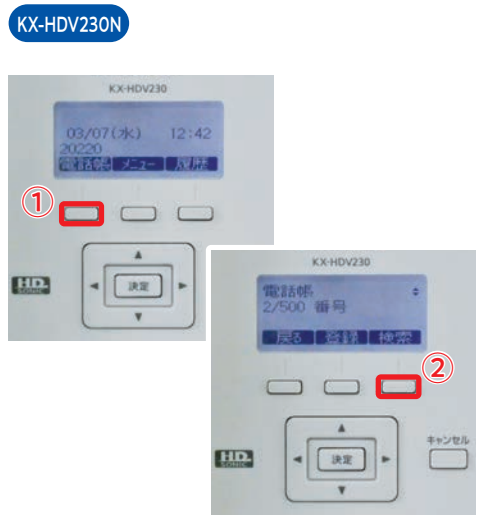 KX-HDV230N
KX-HDV230
03/07(水) 12:42
20220
電話帳 メニュー 履歴
①
決定
HD
SONIC
KX-HDV230
電話帳
2/500 番号
戻る 登録 検索
②
決定
キャンセル
HD
SONIC